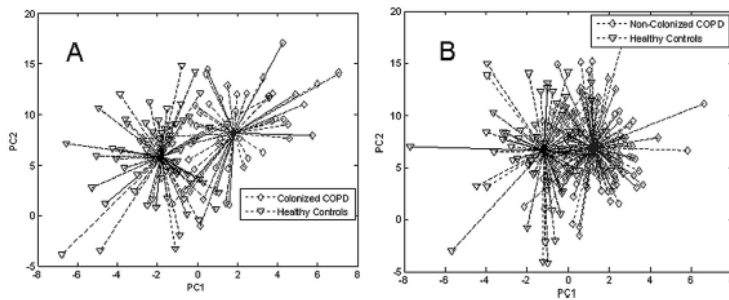 A
20
15
10
5
0
-5
-8 -6 -4 -2 0 2 4 6 8
PC2
PC1
Colonized COPD
Healthy Controls
B
20
15
10
5
0
-5
-8 -6 -4 -2 0 2 4 6 8
PC2
PC1
Non-Colonized COPD
Healthy Controls